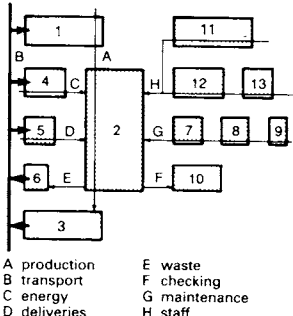 1 11
B A
4 C H 12 13
2
5 D G 7 8 9
6 E F 10
3
A production E waste
B transport F checking
C energy G maintenance
D deliveries H staff